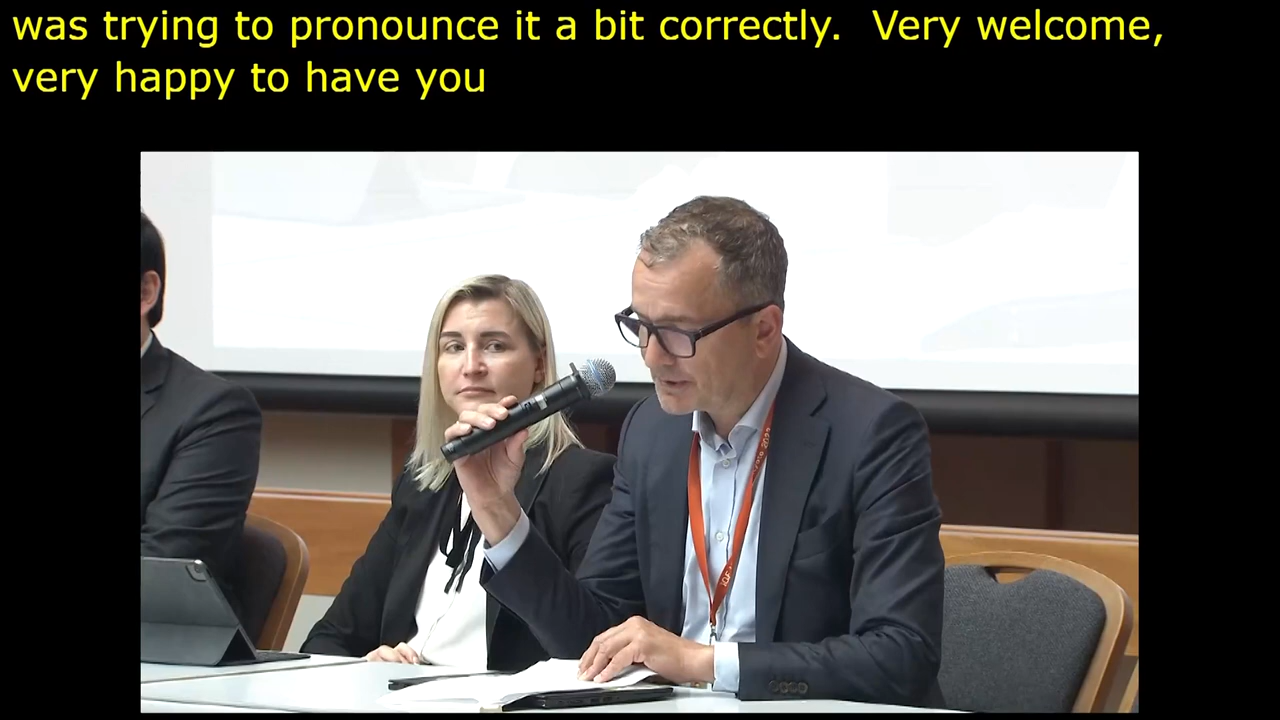 was trying to pronounce it a bit correctly.  Very welcome,
very happy to have you